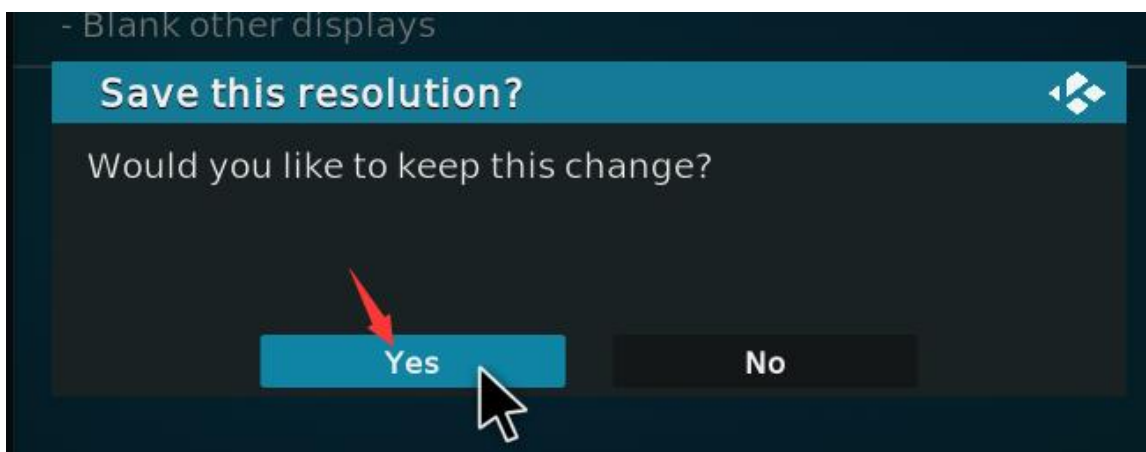 - Blank other displays
Save this resolution?
Would you like to keep this change?
Yes
No